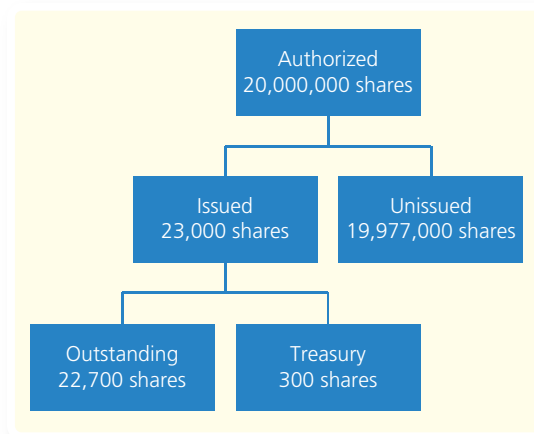 Authorized
20,000,000 shares
Issued
23,000 shares
Unissued
19,977,000 shares
Outstanding
22,700 shares
Treasury
300 shares